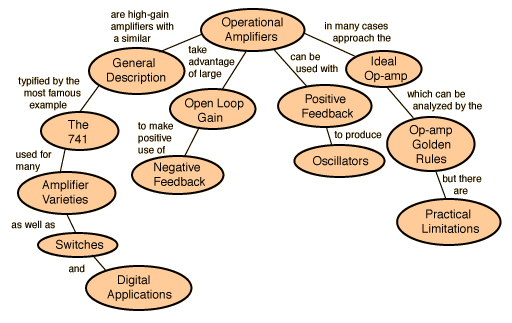 Operational
Amplifiers
are high-gain
amplifiers with
a similar
General
Description
typified by the
most famous
example
The
741
used for
many
Amplifier
Varieties
as well as
Switches
and
Digital
Applications
take
advantage
of large
Open Loop
Gain
to make
positive
use of
Negative
Feedback
can be
used with
Positive
Feedback
to produce
Oscillators
in many cases
approach the
Ideal
Op-amp
which can be
analyzed by the
Op-amp
Golden
Rules
but there
are
Practical
Limitations